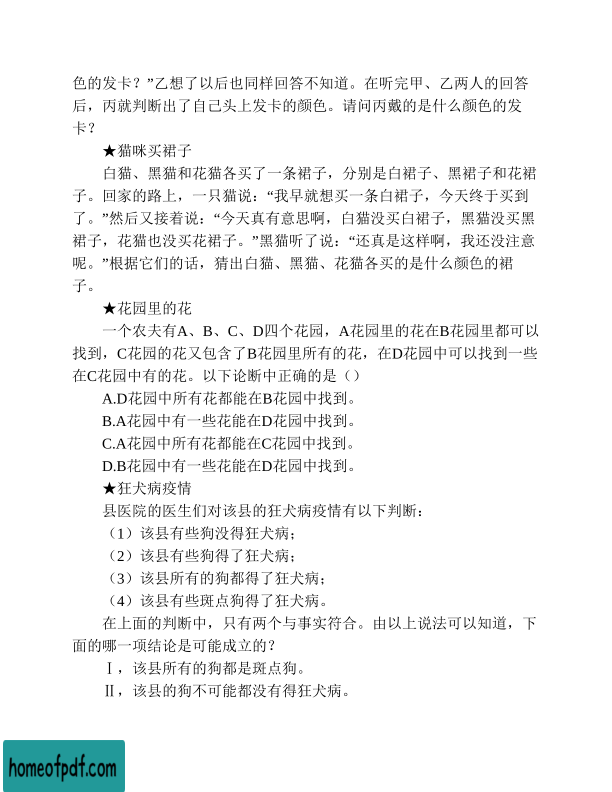 色的发卡？”乙想了以后也同样回答不知道。在听完甲、乙两人的回答
后，丙就判断出了自己头上发卡的颜色。请问丙戴的是什么颜色的发
卡？
★猫咪买裙子
白猫、黑猫和花猫各买了一条裙子，分别是白裙子、黑裙子和花裙
子。回家的路上，一只猫说：“我早就想买一条白裙子，今天终于买到
了。”然后又接着说：“今天真有意思啊，白猫没买白裙子，黑猫没买黑
裙子，花猫也没买花裙子。”黑猫听了说：“还真是这样啊，我还没注意
呢。”根据它们的话，猜出白猫、黑猫、花猫各买的是什么颜色的裙
子。
★花园里的花
一个农夫有A、B、C、D四个花园，A花园里的花在B花园里都可以
找到，C花园的花又包含了B花园里所有的花，在D花园中可以找到一些
在C花园中有的花。以下论断中正确的是（）
A.D花园中所有花都能在B花园中找到。
B.A花园中有一些花能在D花园中找到。
C.A花园中所有花都能在C花园中找到。
D.B花园中有一些花能在D花园中找到。
★狂犬病疫情
县医院的医生们对该县的狂犬病疫情有以下判断：
（1）该县有些狗没得狂犬病；
（2）该县有些狗得了狂犬病；
（3）该县所有的狗都得了狂犬病；
（4）该县有些斑点狗得了狂犬病。
在上面的判断中，只有两个与事实符合。由以上说法可以知道，下
面的哪一项结论是可能成立的？
Ⅰ，该县所有的狗都是斑点狗。
Ⅱ，该县的狗不可能都没有得狂犬病。
homeofpdf.com